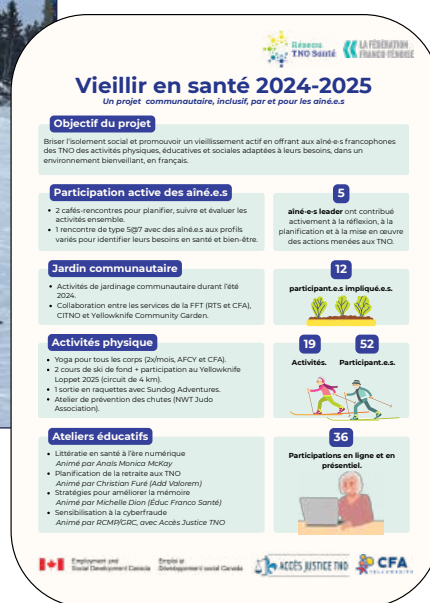 Réseau
TNO Santé
LA FÉDÉRATION
FRANCO-TÉNOISE
Vieillir en santé 2024-2025
Un projet communautaire, inclusif, par et pour les aîné.e.s
Objectif du projet
Briser l'isolement social et promouvoir un vieillissement actif en offrant aux aîné·e·s francophones
des TNO des activités physiques, éducatives et sociales adaptées à leurs besoins, dans un
environnement bienveillant, en français.
Participation active des aîné.e.s
• 2 cafés-rencontres pour planifier, suivre et évaluer les
activités ensemble.
• 1 rencontre de type 5@7 avec des aîné.es aux profils
variés pour identifier leurs besoins en santé et bien-être.
5
aîné·e·s leader ont contribué
activement à la réflexion, à la
planification et à la mise en œuvre
des actions menées aux TNO.
Jardin communautaire
• Activités de jardinage communautaire durant l'été
2024.
• Collaboration entre les services de la FFT (RTS et CFA),
CITNO et Yellowknife Community Garden.
12
participant.e.s impliqué.e.s.
Activités physique
• Yoga pour tous les corps (2x/mois, AFCY et CFA).
• 2 cours de ski de fond + participation au Yellowknife
Loppet 2025 (circuit de 4 km).
• 1 sortie en raquettes avec Sundog Adventures.
• Atelier de prévention des chutes (NWT Judo
Association).
19
52
Activités.
Participant.e.s.
Ateliers éducatifs
• Littératie en santé à l'ère numérique
Animé par Anaïs Monica McKay
• Planification de la retraite aux TNO
Animé par Christian Furé (Add Valorem)
• Stratégies pour améliorer la mémoire
Animé par Michelle Dion (Éduc Franco Santé)
• Sensibilisation à la cyberfraude
Animé par RCMP/GRC, avec Accès Justice TNO
36
Participations en ligne et en
présentiel.
Employment and
Social Development Canada
Emploi et
Développement social Canada
ACCÈS JUSTICE TNO
CFA
YELLOWKNIFE